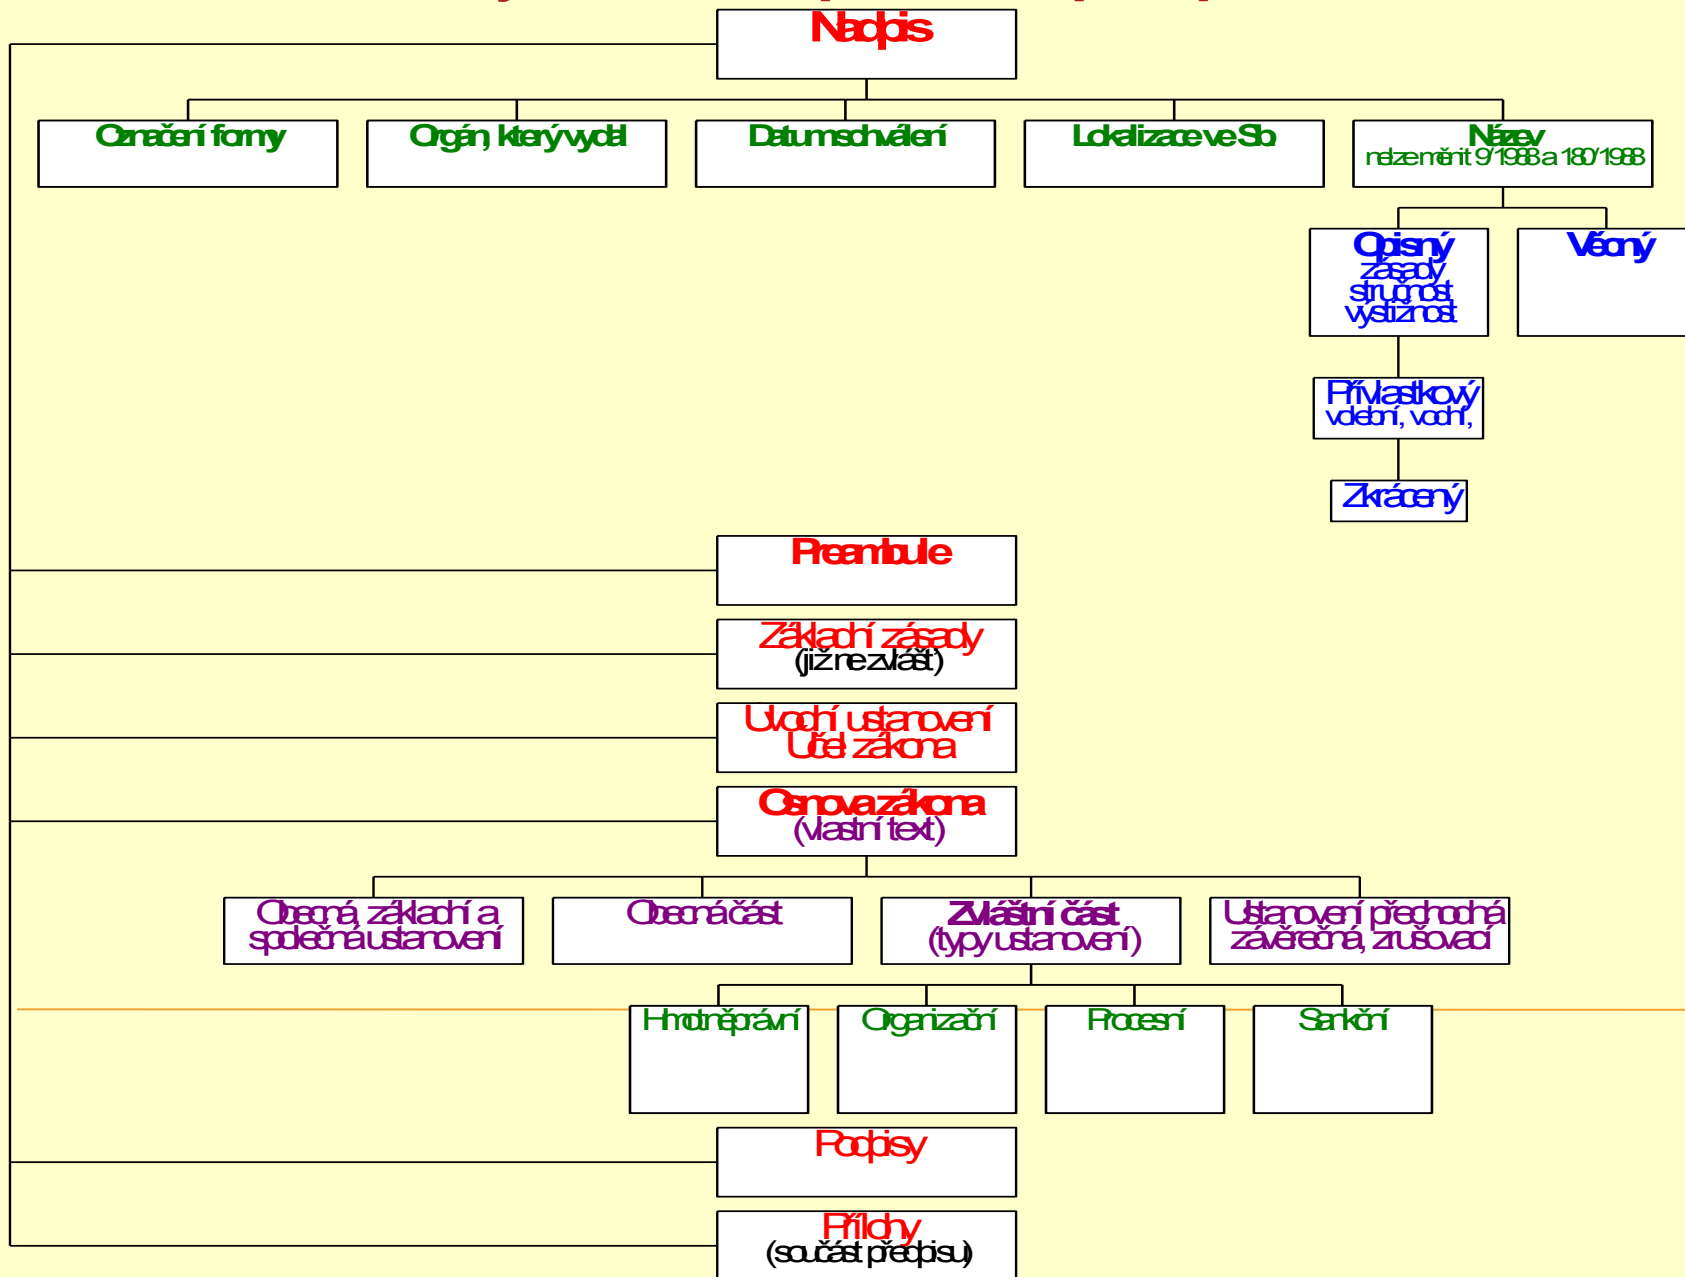 Nadpis
Označení formy
Orgán, který vydal
Datum schválení
Lokalizace ve Sb.
Název
nelze měnit 9/1988 a 180/1988
Opisný
zásady
stručnost,
výstižnost
Věcný
Přívlastkový
volební, vodní,
Zkrácený
Preambule
Základní zásady
(již ne zvlášť)
Úvodní ustanovení
Účel zákona
Osnova zákona
(vlastní text)
Obecná, základní a
společná ustanovení
Obecná část
Zvláštní část
(typy ustanovení)
Ustanovení přechodná
závěrečná, zrušovací
Hmotněprávní
Organizační
Procesní
Sankční
Podpisy
Přílohy
(součást předpisu)